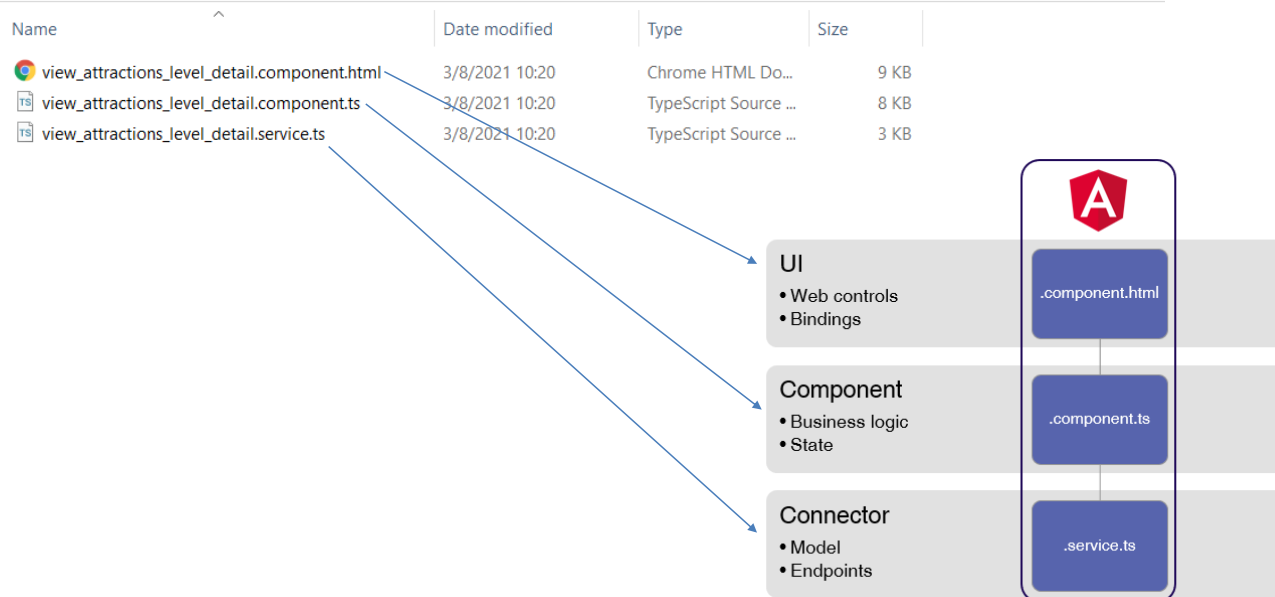 Name Date modified Type Size
view_attractions_level_detail.component.html 3/8/2021 10:20 Chrome HTML Do... 9 KB
TS view_attractions_level_detail.component.ts 3/8/2021 10:20 TypeScript Source ... 8 KB
TS view_attractions_level_detail.service.ts 3/8/2021 10:20 TypeScript Source ... 3 KB
A
UI
• Web controls
• Bindings
.component.html
Component
• Business logic
• State
.component.ts
Connector
• Model
• Endpoints
.service.ts